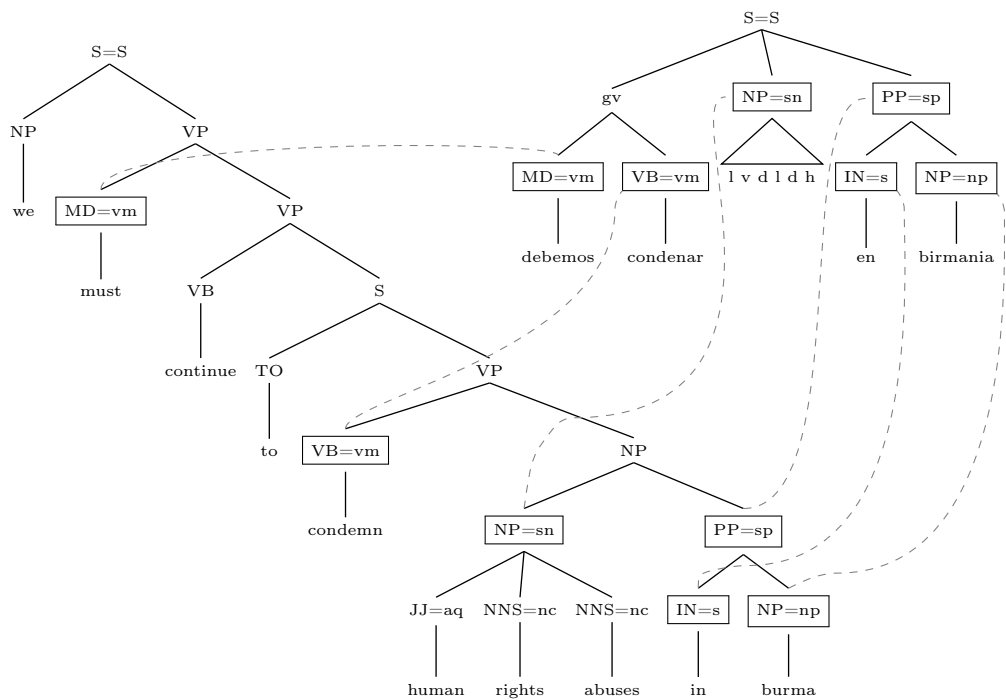 S=S
NP VP
we MD=vm VP
must VB S
continue TO VP
to VB=vm NP
condemn NP=sn PP=sp
JJ=aq NNS=nc NNS=nc IN=s NP=np
human rights abuses in burma
S=S
gv NP=sn PP=sp
MD=vm VB=vm l v d l d h IN=s NP=np
debemos condenar en birmania